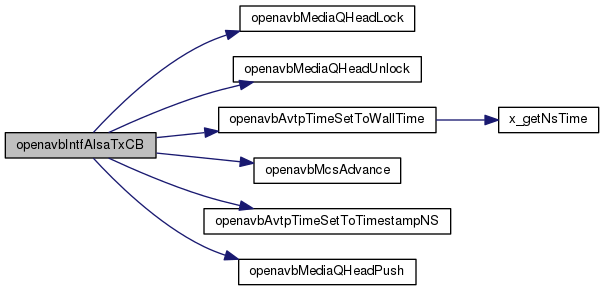 openavbMediaQHeadLock
openavbMediaQHeadUnlock
openavbAvtpTimeSetToWallTime
x_getNsTime
openavbIntfAlsaTxCB
openavbMcsAdvance
openavbAvtpTimeSetToTimestampNS
openavbMediaQHeadPush